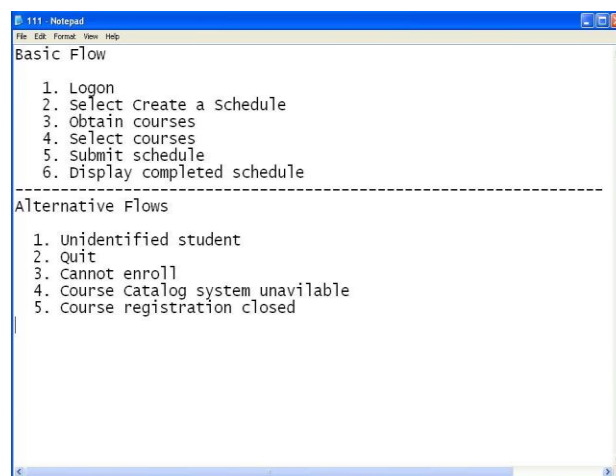 111 - Notepad
File Edit Format View Help
Basic Flow
1. Logon
2. Select Create a Schedule
3. Obtain courses
4. Select courses
5. Submit schedule
6. Display completed schedule
-----------------------------------------------------------------
Alternative Flows
1. Unidentified student
2. Quit
3. Cannot enroll
4. Course Catalog system unavilable
5. Course registration closed